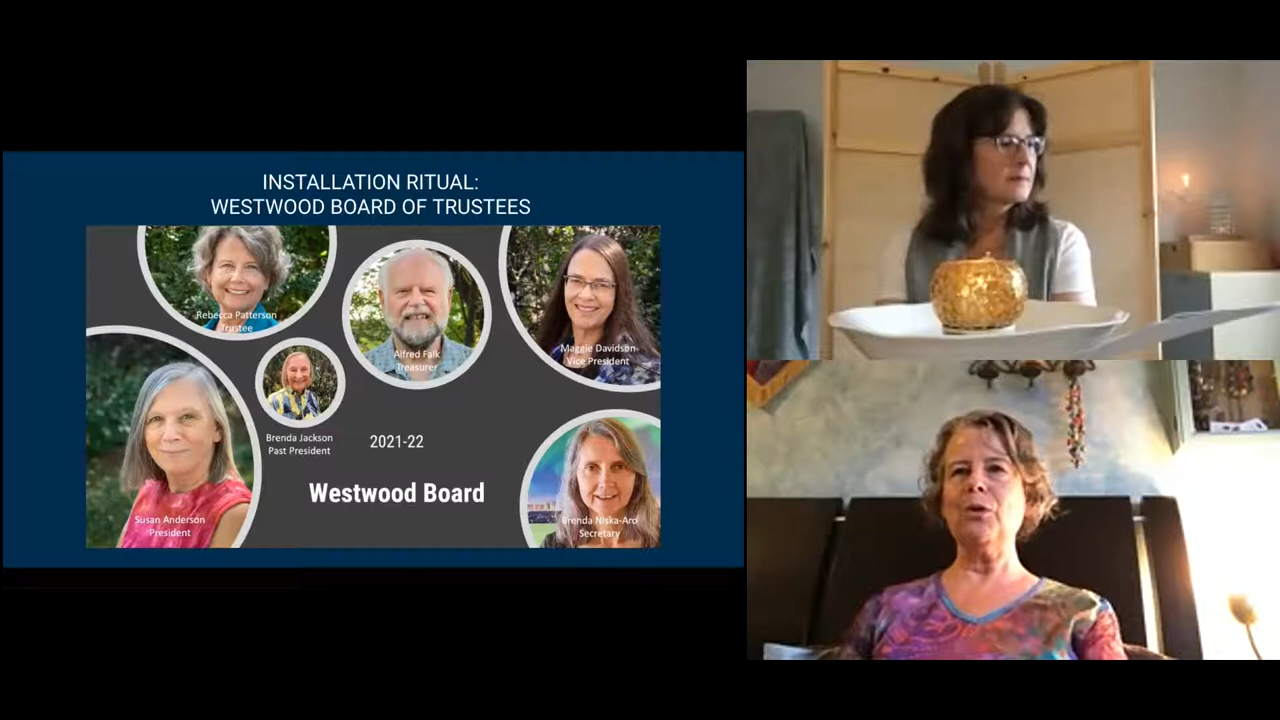 INSTALLATION RITUAL:
WESTWOOD BOARD OF TRUSTEES
Rebecca Patterson
Trustee
Alfred Falk
Treasurer
Maggie Davidson-
Vice President
Brenda Jackson
Past President
2021-22
Westwood Board
Susan Anderson
President
Brenda Niska-Aro
Secretary